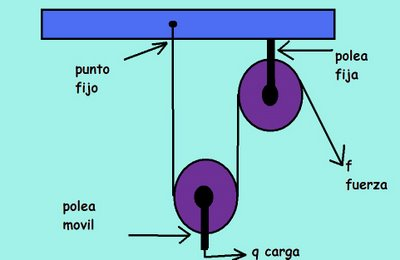 punto
fijo
polea
fija
f
fuerza
polea
movil
q carga